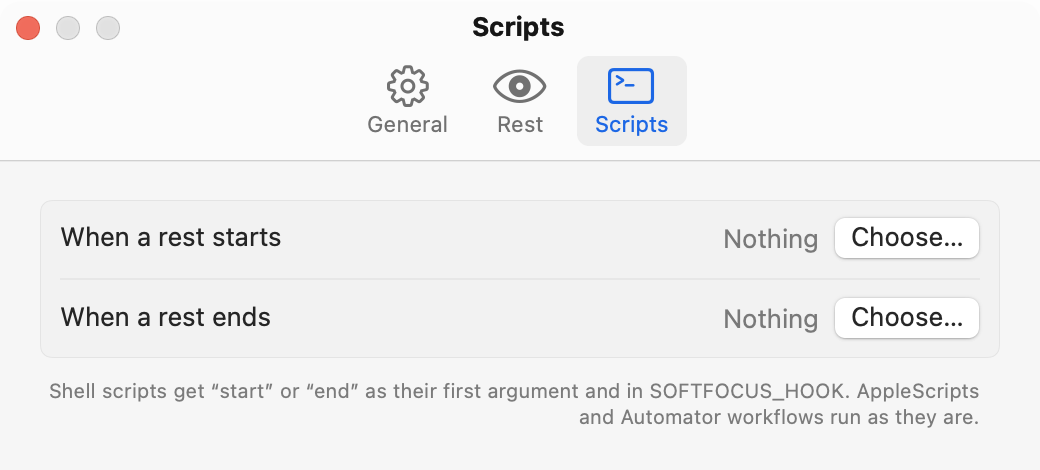 Scripts
General
Rest
>_
Scripts
When a rest starts
Nothing
Choose...
When a rest ends
Nothing
Choose...
Shell scripts get “start” or “end” as their first argument and in SOFTFOCUS_HOOK. AppleScripts
and Automator workflows run as they are.